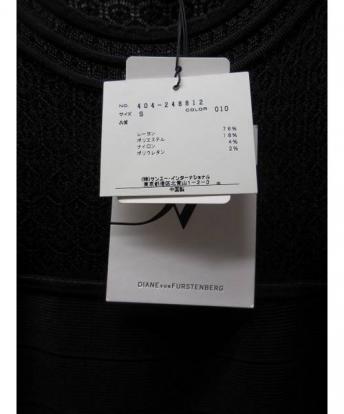 NO. 404-248812
サイズ S COLOR 010
品質
レーヨン 76%
ポリエステル 18%
ナイロン 4%
ポリウレタン 2%
(株)サンエー・インターナショナル
東京都港区北青山1-2-3
中国製
DIANE VON FURSTENBERG